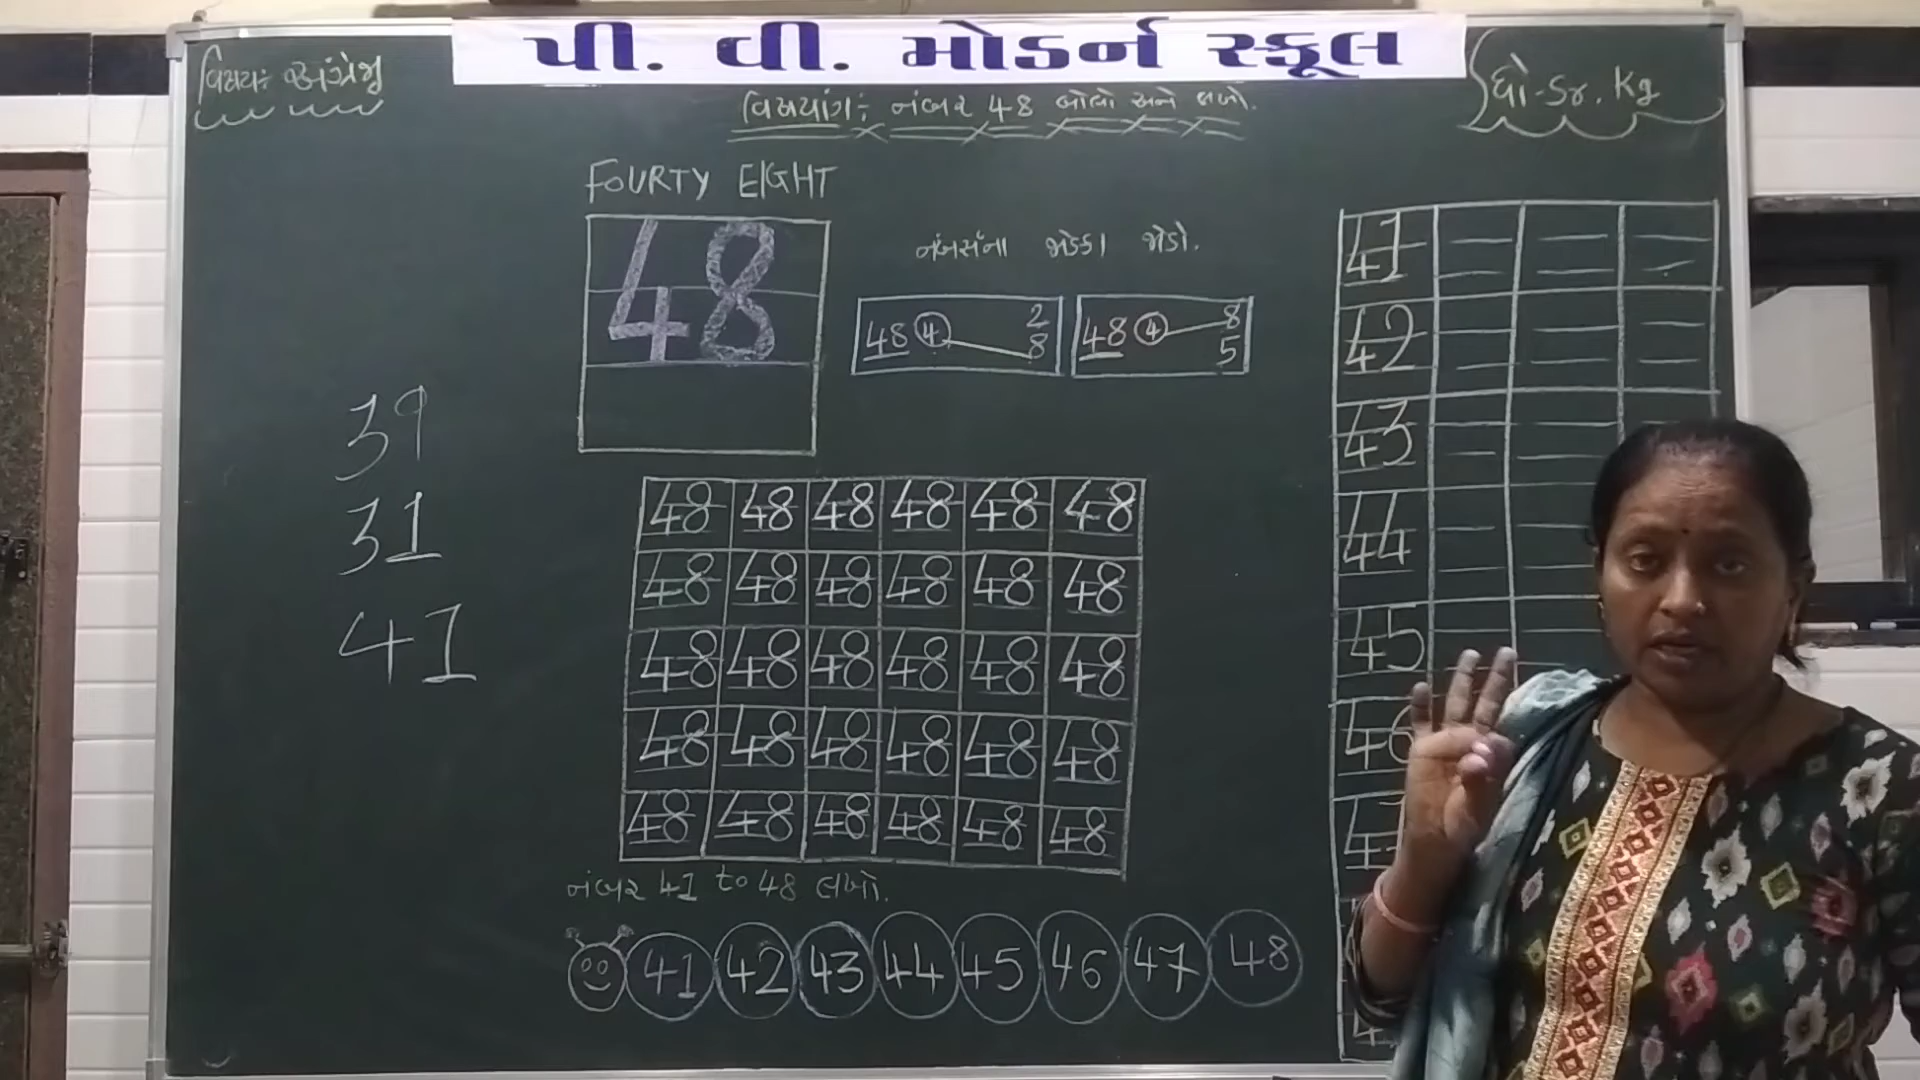 પી. વી. મોડર્ન સ્કૂલ
વિષય: અંગ્રેજી
ધો-Sr. Kg
વિષયાંગ: નંબર 48 બોલો અને લખો.
FOURTY EIGHT
48
નંબરના જોડકા જોડો.
48 4 2 8
48 4 8 5
39
31
41
48 48 48 48 48 48
48 48 48 48 48 48
48 48 48 48 48 48
48 48 48 48 48 48
48 48 48 48 48 48
નંબર 41 to 48 લખો.
41 42 43 44 45 46 47 48
41
42
43
44
45
46